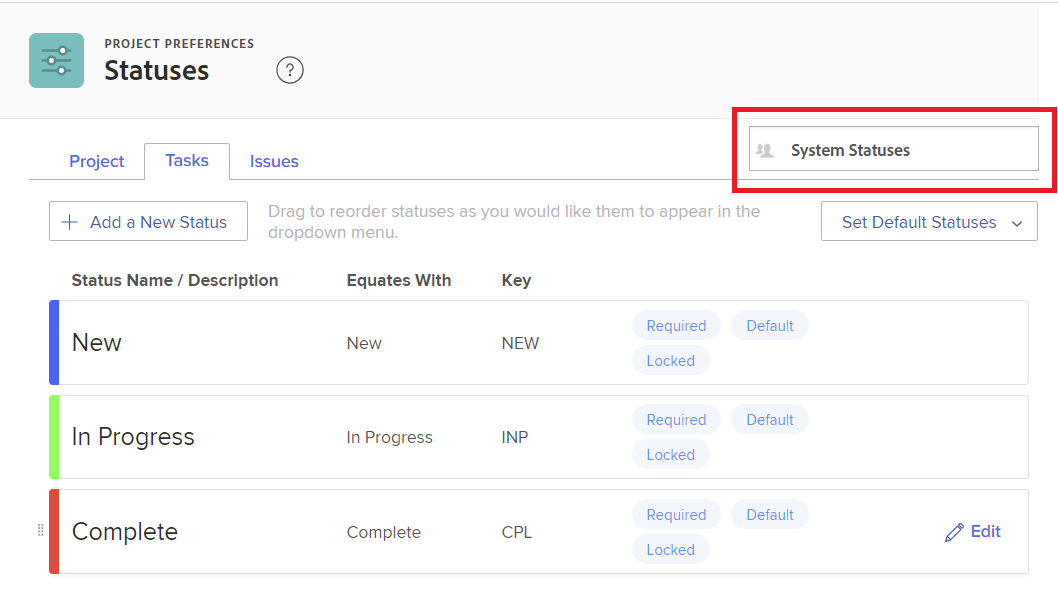 PROJECT PREFERENCES
Statuses
?
System Statuses
Project
Tasks
Issues
Add a New Status
Drag to reorder statuses as you would like them to appear in the
dropdown menu.
Set Default Statuses
Status Name / Description
Equates With
Key
New
New
NEW
Required
Default
Locked
In Progress
In Progress
INP
Required
Default
Locked
Complete
Complete
CPL
Required
Default
Locked
Edit